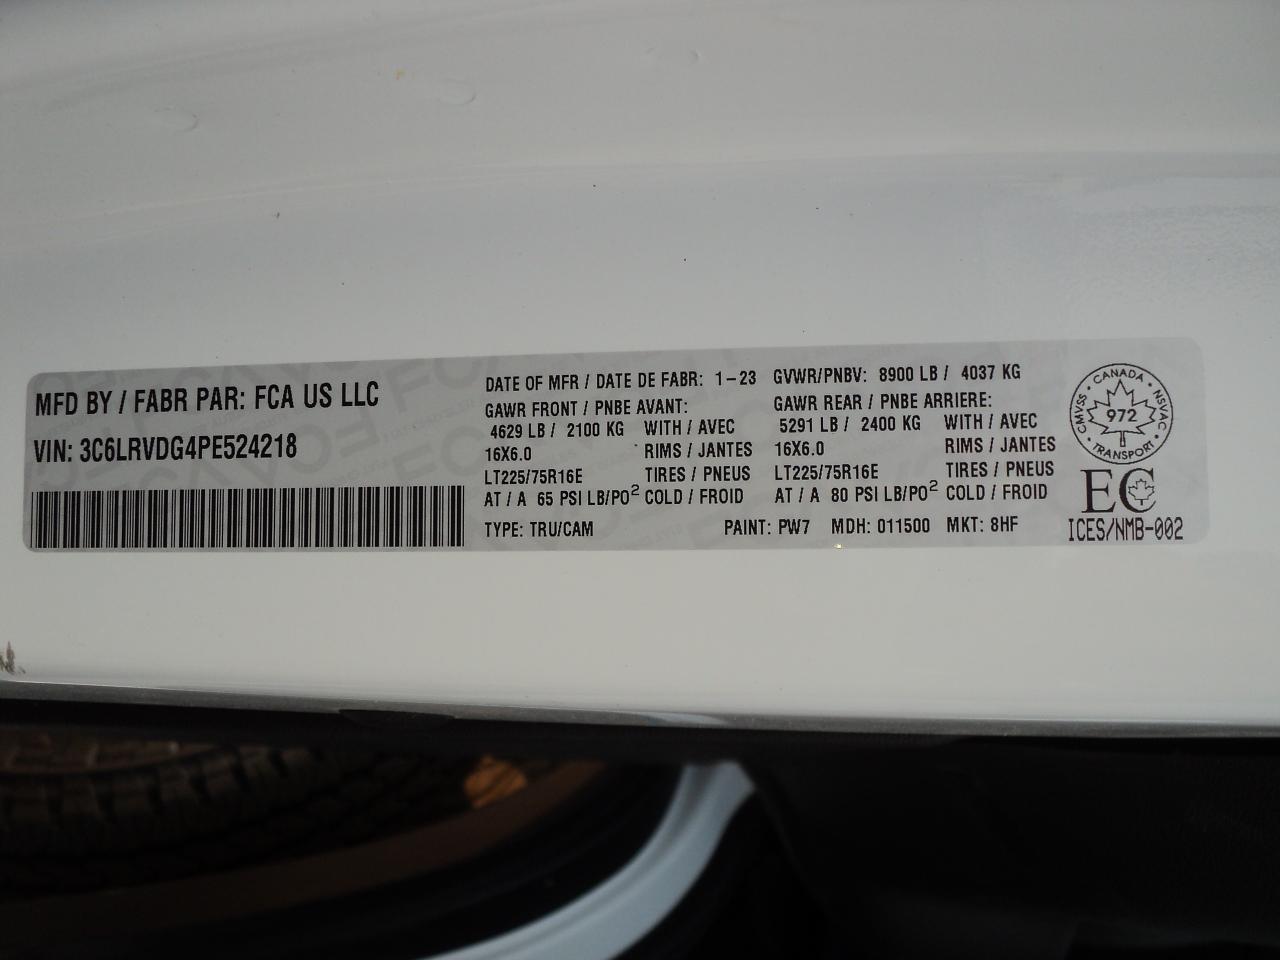 MFD BY / FABR PAR: FCA US LLC
VIN: 3C6LRVDG4PE524218
DATE OF MFR / DATE DE FABR: 1-23 GVWR/PNBV: 8900 LB / 4037 KG
GAWR FRONT / PNBE AVANT: GAWR REAR / PNBE ARRIERE:
4629 LB / 2100 KG WITH / AVEC 5291 LB / 2400 KG WITH / AVEC
16X6.0 RIMS / JANTES 16X6.0 RIMS / JANTES
LT225/75R16E TIRES / PNEUS LT225/75R16E TIRES / PNEUS
AT / A 65 PSI LB/PO² COLD / FROID AT / A 80 PSI LB/PO² COLD / FROID
TYPE: TRU/CAM PAINT: PW7 MDH: 011500 MKT: 8HF
CANADA
CMVSS 972 NSVAC
TRANSPORT
EC
ICES/NMB-002